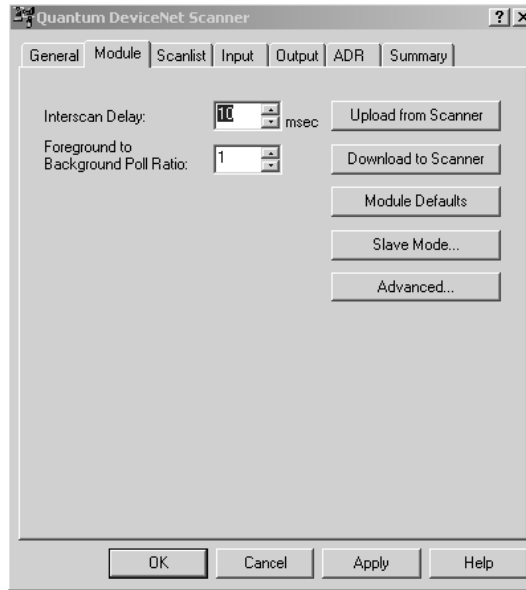 Quantum DeviceNet Scanner
General Module Scanlist Input Output ADR Summary
Interscan Delay: 10 msec Upload from Scanner
Foreground to
Background Poll Ratio: 1 Download to Scanner
Module Defaults
Slave Mode...
Advanced...
OK Cancel Apply Help